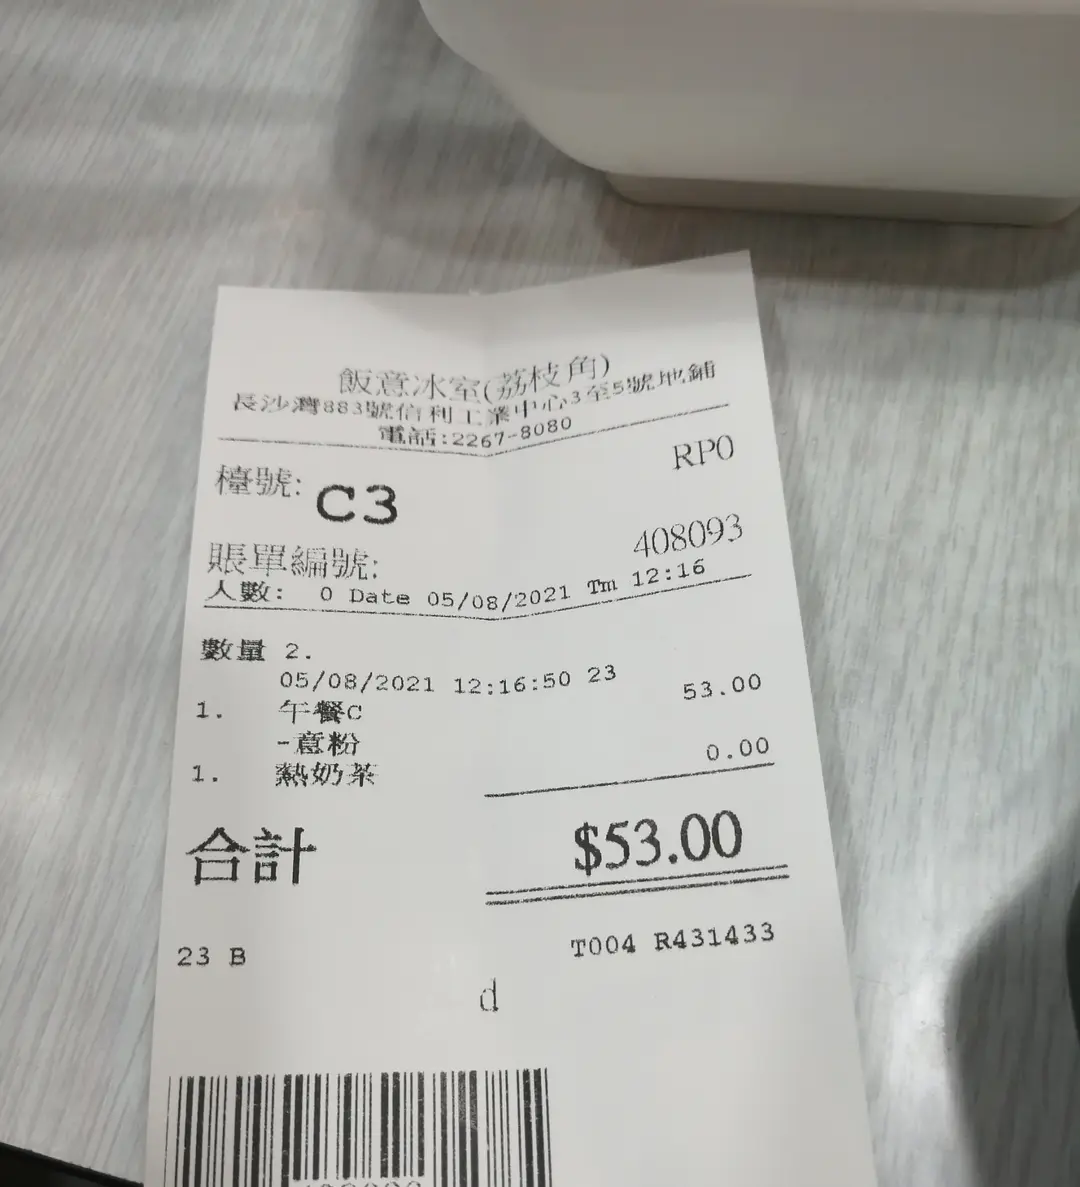 飯意冰室(荔枝角)
長沙灣883號信利工業中心3至5號地鋪
電話:2267-8080
RP0
檯號: C3
賬單編號: 408093
人數: 0 Date 05/08/2021 Tm 12:16
數量 2.
05/08/2021 12:16:50 23
1. 午餐C 53.00
-意粉
1. 熱奶茶 0.00
合計 $53.00
23 B T004 R431433
d